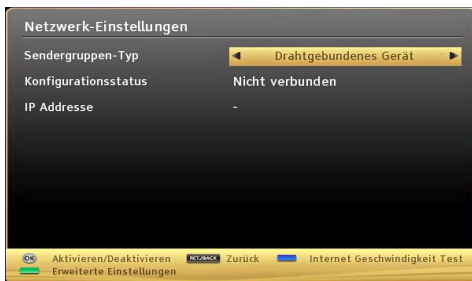 Netzwerk-Einstellungen
Sendergruppen-Typ Drahtgebundenes Gerät
Konfigurationsstatus Nicht verbunden
IP Addresse -
OK Aktivieren/Deaktivieren RET./BACK Zurück Internet Geschwindigkeit Test
Erweiterte Einstellungen